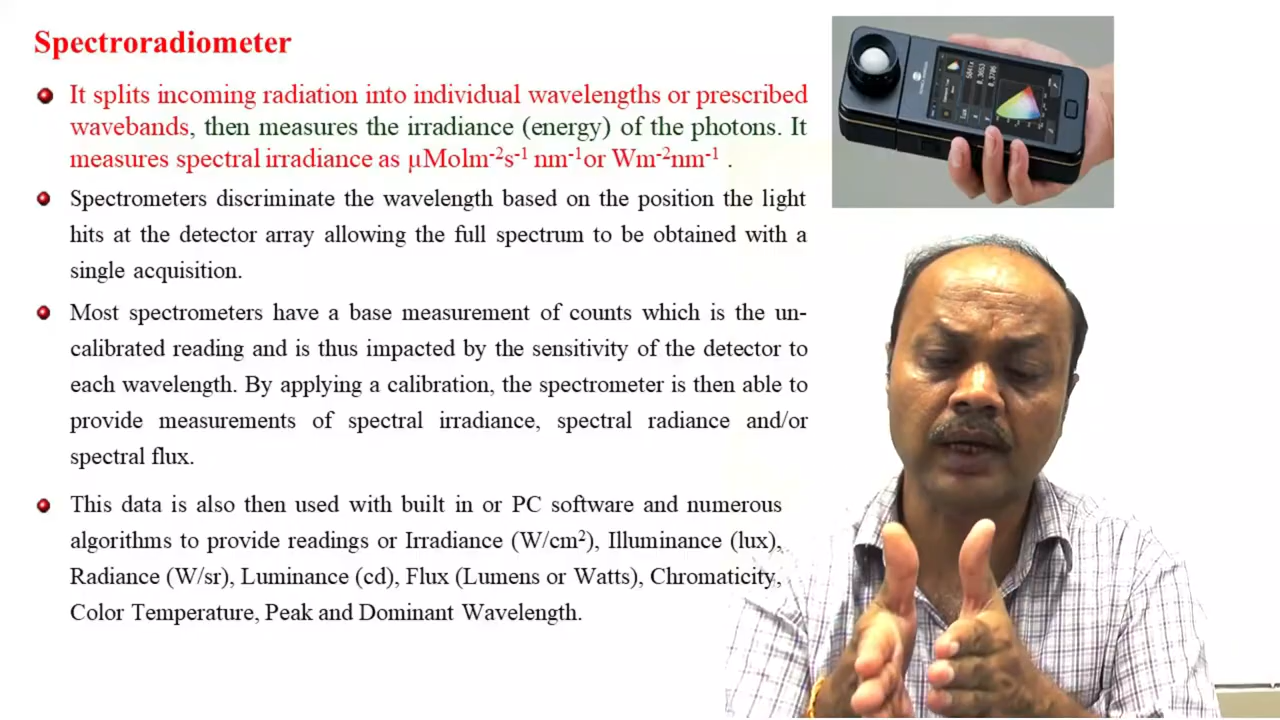 Spectroradiometer
It splits incoming radiation into individual wavelengths or prescribed
wavebands, then measures the irradiance (energy) of the photons. It
measures spectral irradiance as µMolm⁻²s⁻¹ nm⁻¹or Wm⁻²nm⁻¹ .
Spectrometers discriminate the wavelength based on the position the light
hits at the detector array allowing the full spectrum to be obtained with a
single acquisition.
Most spectrometers have a base measurement of counts which is the un-
calibrated reading and is thus impacted by the sensitivity of the detector to
each wavelength. By applying a calibration, the spectrometer is then able to
provide measurements of spectral irradiance, spectral radiance and/or
spectral flux.
This data is also then used with built in or PC software and numerous
algorithms to provide readings or Irradiance (W/cm²), Illuminance (lux),
Radiance (W/sr), Luminance (cd), Flux (Lumens or Watts), Chromaticity,
Color Temperature, Peak and Dominant Wavelength.